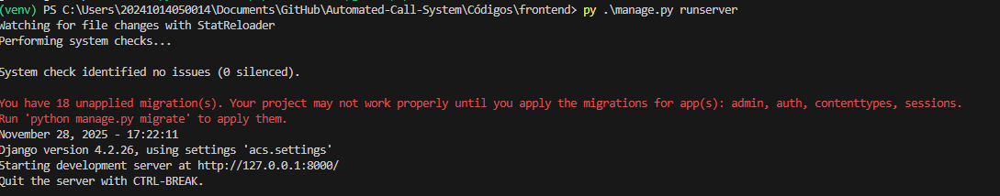 (venv) PS C:\Users\20241014050014\Documents\GitHub\Automated-Call-System\Códigos\frontend> py .\manage.py runserver
Watching for file changes with StatReloader
Performing system checks...
System check identified no issues (0 silenced).
You have 18 unapplied migration(s). Your project may not work properly until you apply the migrations for app(s): admin, auth, contenttypes, sessions.
Run 'python manage.py migrate' to apply them.
November 28, 2025 - 17:22:11
Django version 4.2.26, using settings 'acs.settings'
Starting development server at http://127.0.0.1:8000/
Quit the server with CTRL-BREAK.